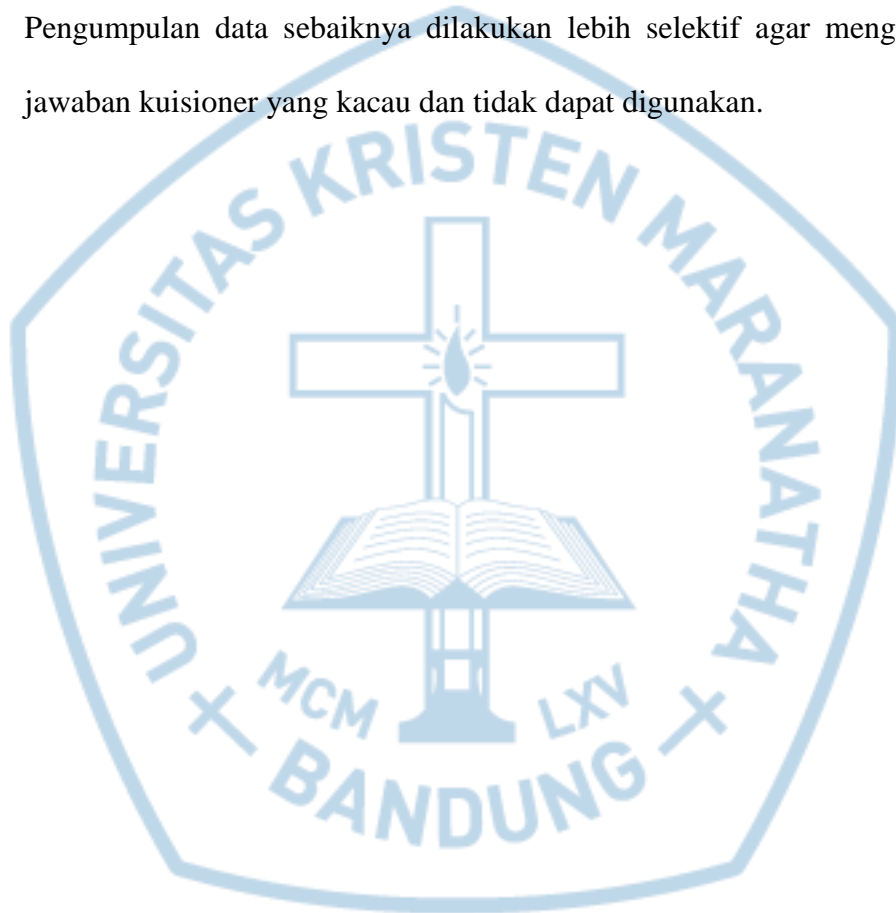 Pengumpulan data sebaiknya dilakukan lebih selektif agar meng
jawaban kuisioner yang kacau dan tidak dapat digunakan.
UNIVERSITAS KRISTEN MARANATHA
MCM LXV
BANDUNG